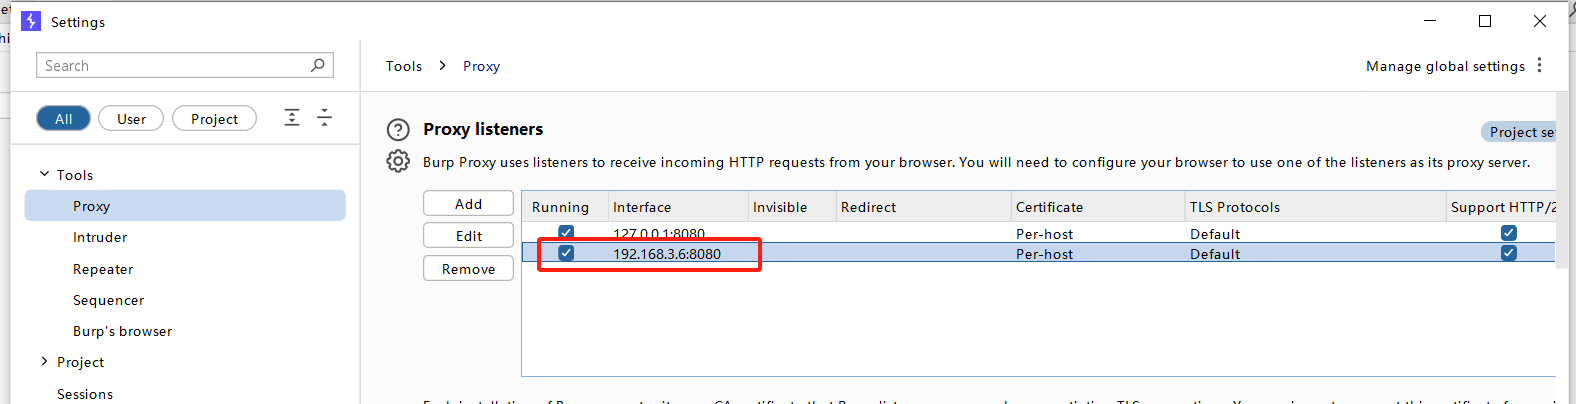 Settings
Search
Tools > Proxy
Manage global settings
All
User
Project
Proxy listeners
Project
Burp Proxy uses listeners to receive incoming HTTP requests from your browser. You will need to configure your browser to use one of the listeners as its proxy server.
Tools
Proxy
Intruder
Repeater
Sequencer
Burp's browser
Project
Sessions
Add
Edit
Remove
Running Interface Invisible Redirect Certificate TLS Protocols Support HTTP/2
127.0.0.1:8080 Per-host Default
192.168.3.6:8080 Per-host Default